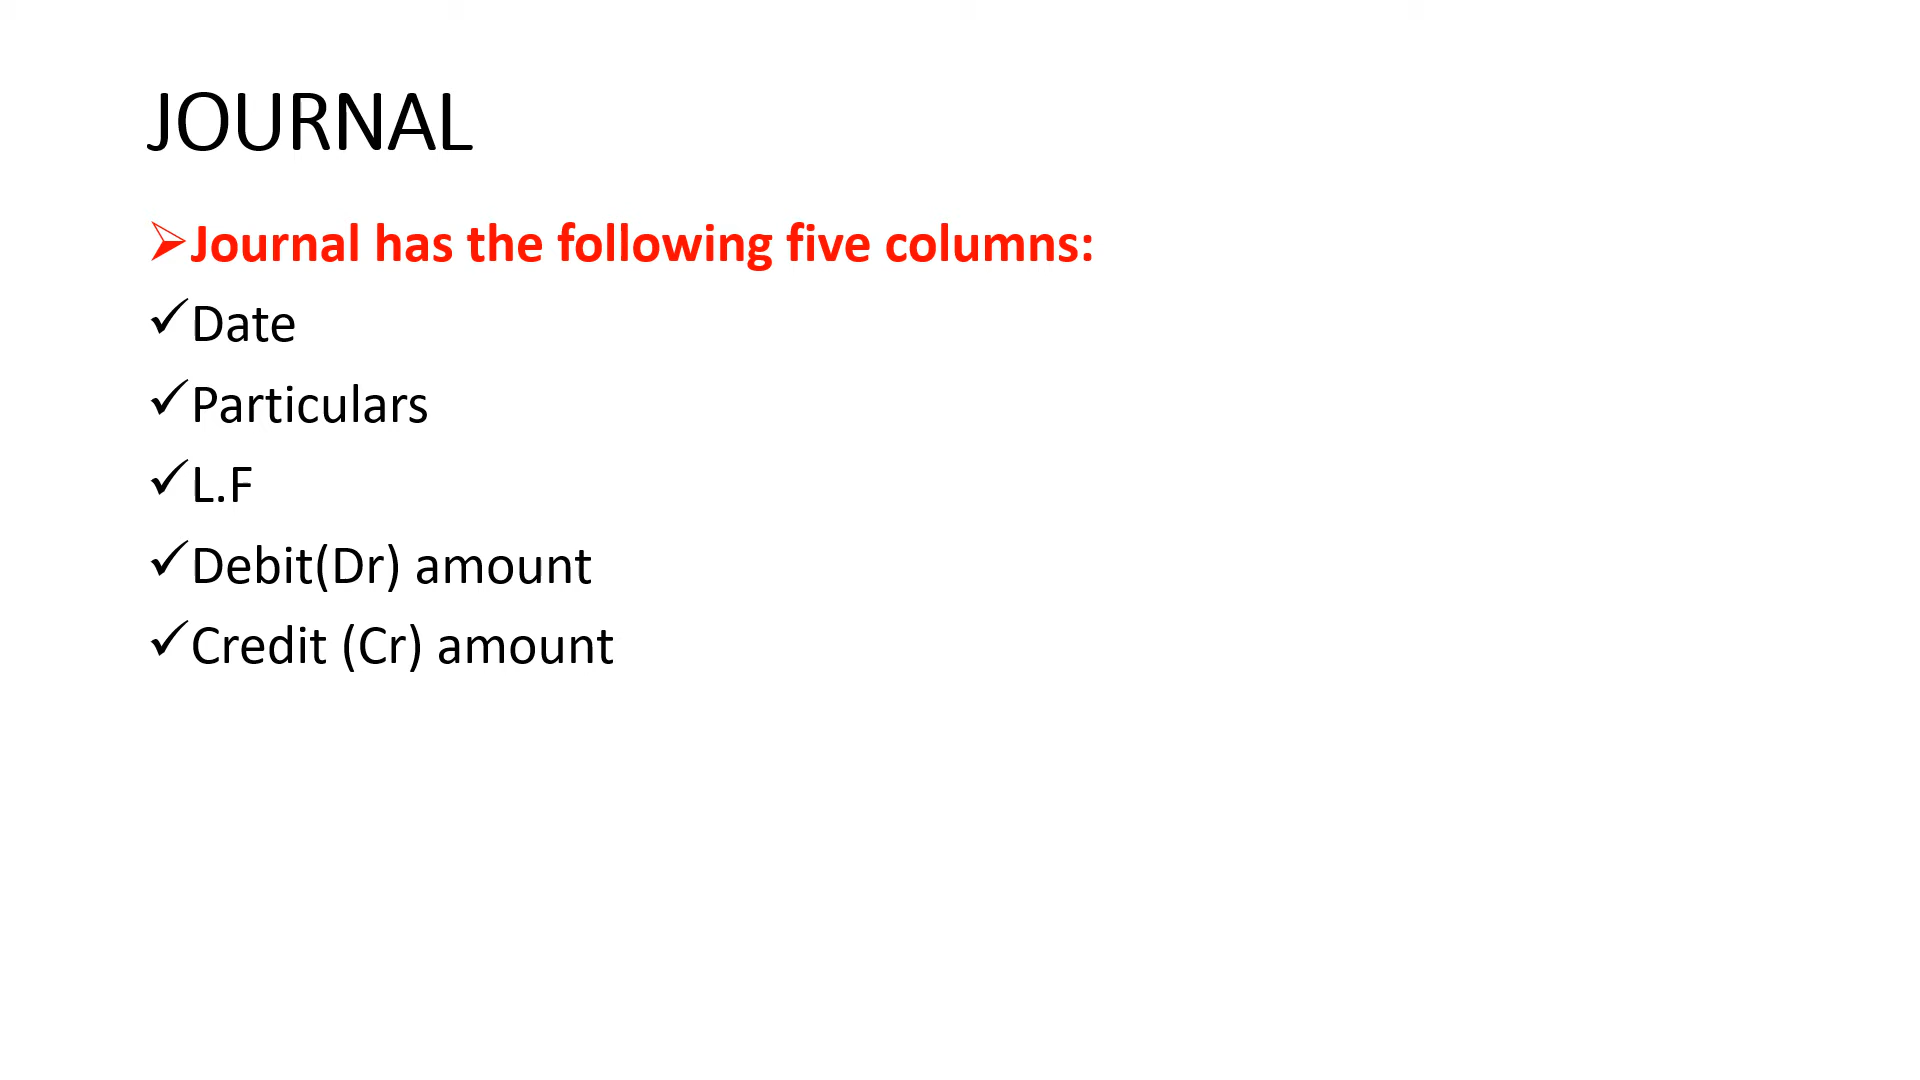 JOURNAL
➢Journal has the following five columns:
✓Date
✓Particulars
✓L.F
✓Debit(Dr) amount
✓Credit (Cr) amount